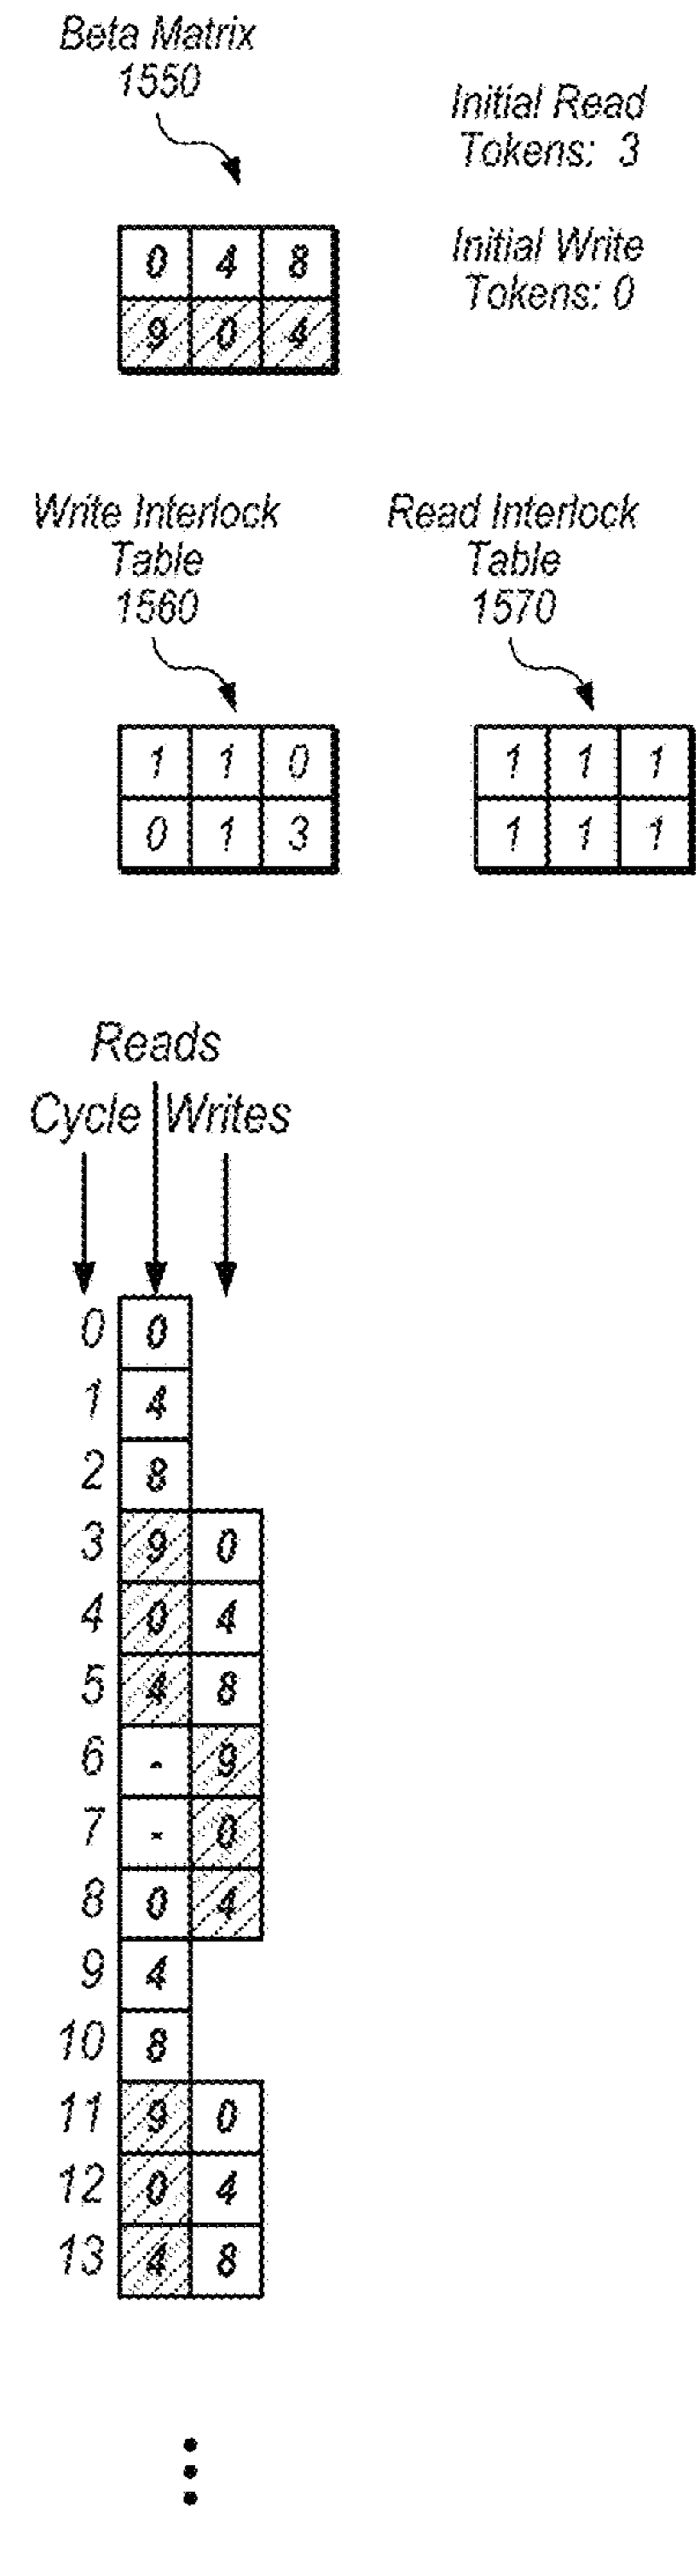 Beta Matrix
1550
Initial Read
Tokens: 3
Initial Write
Tokens: 0
0 4 8
9 0 4
Write Interlock
Table
1560
Read Interlock
Table
1570
1 1 0
0 1 3
1 1 1
1 1 1
Reads
Cycle Writes
0 0
1 4
2 8
3 9 0
4 0 4
5 4 8
6 - 9
7 - 0
8 0 4
9 4
10 8
11 9 0
12 0 4
13 4 8